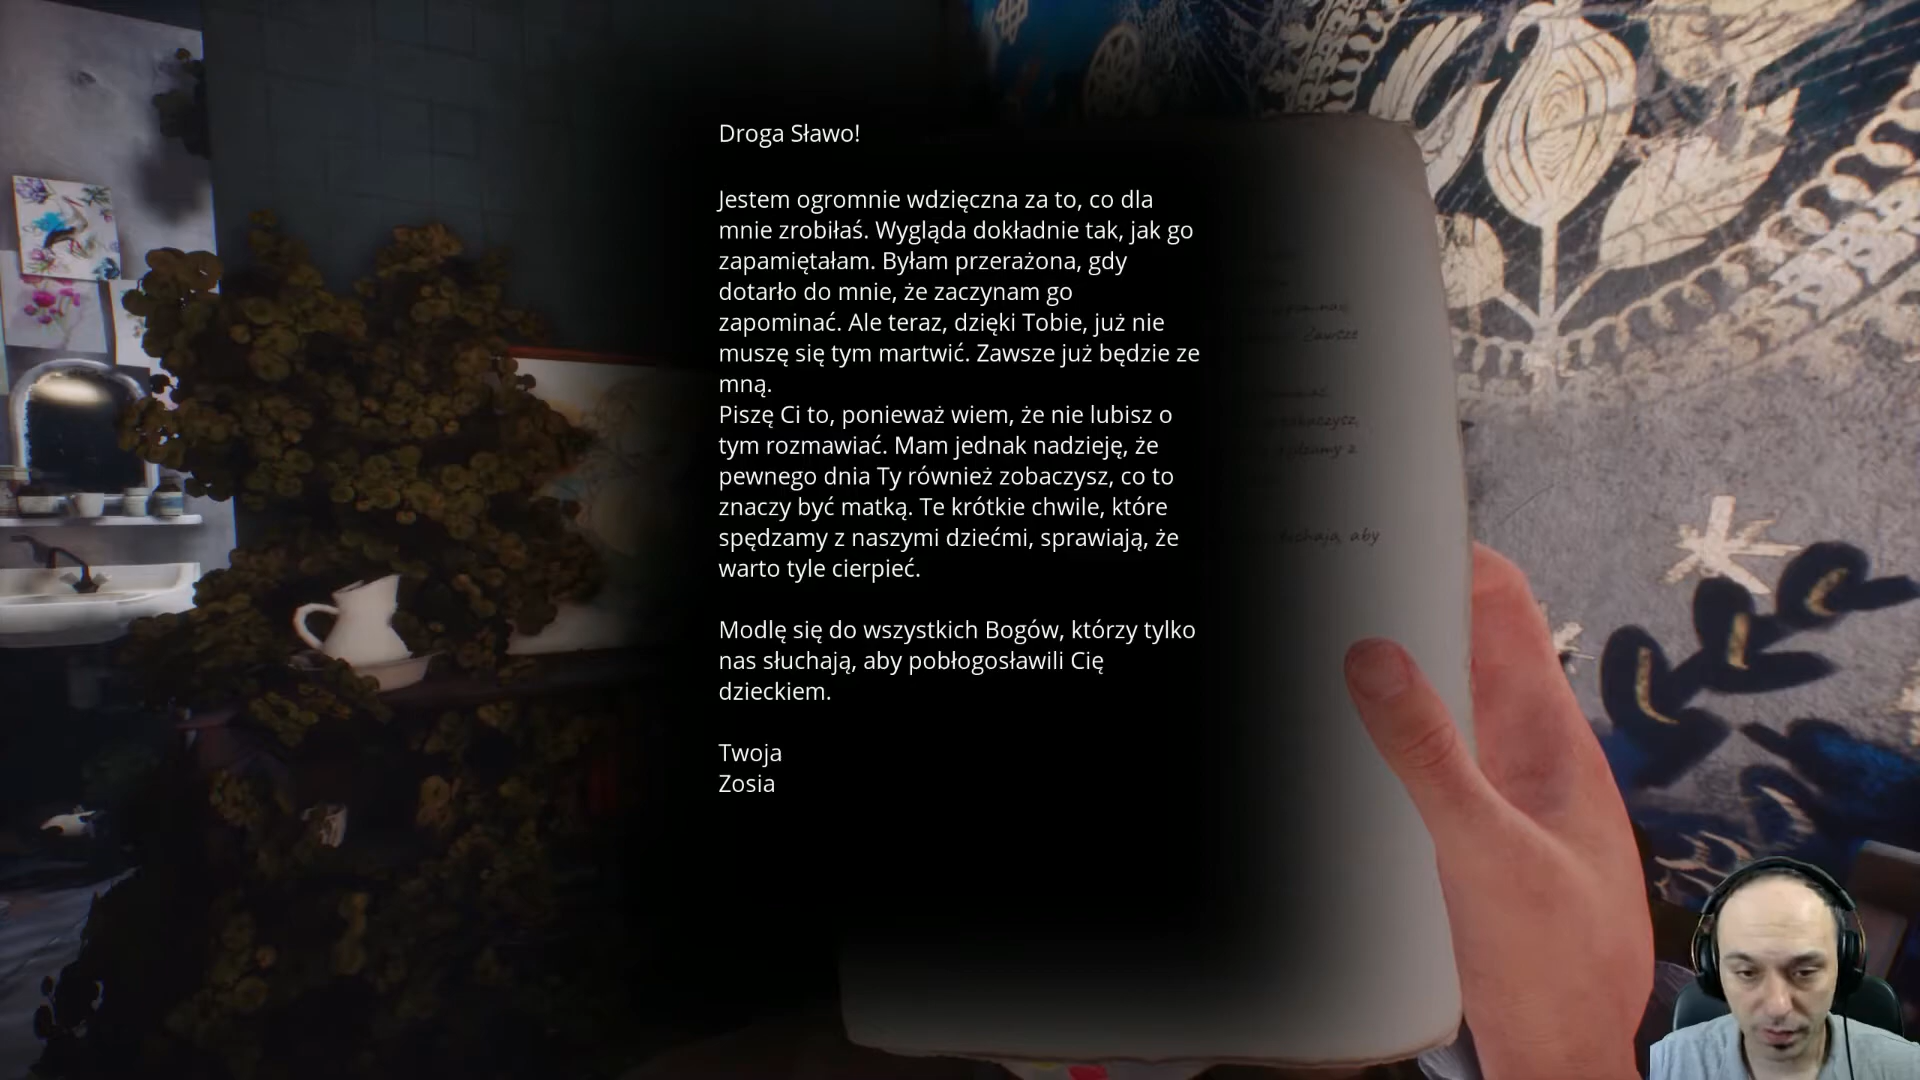 Droga Sławo!
Jestem ogromnie wdzięczna za to, co dla
mnie zrobiłaś. Wygląda dokładnie tak, jak go
zapamiętałam. Byłam przerażona, gdy
dotarło do mnie, że zaczynam go
zapominać. Ale teraz, dzięki Tobie, już nie
muszę się tym martwić. Zawsze już będzie ze
mną.
Piszę Ci to, ponieważ wiem, że nie lubisz o
tym rozmawiać. Mam jednak nadzieję, że
pewnego dnia Ty również zobaczysz, co to
znaczy być matką. Te krótkie chwile, które
spędzamy z naszymi dziećmi, sprawiają, że
warto tyle cierpieć.
Modlę się do wszystkich Bogów, którzy tylko
nas słuchają, aby pobłogosławili Cię
dzieckiem.
Twoja
Zosia